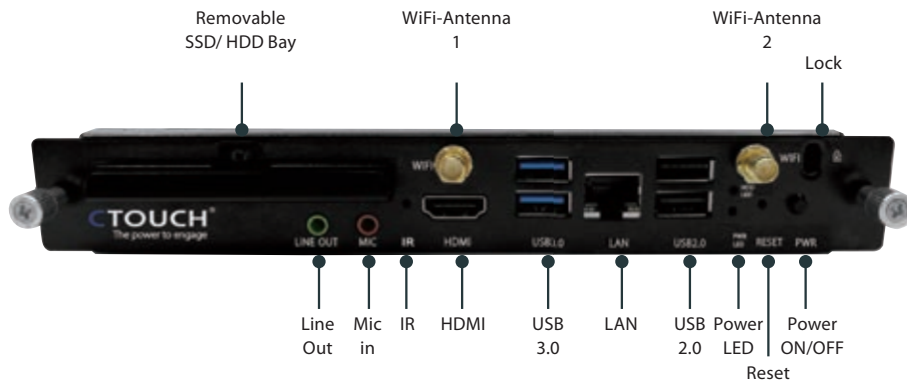 Removable
SSD/ HDD Bay
WiFi-Antenna
1
WiFi-Antenna
2
Lock
WIFI
WIFI
CTOUCH®
The power to engage
LINE OUT
MIC
IR
HDMI
USB3.0
LAN
USB2.0
PWR
LED
RESET
PWR
Line
Out
Mic
in
IR
HDMI
USB
3.0
LAN
USB
2.0
Power
LED
Reset
Power
ON/OFF